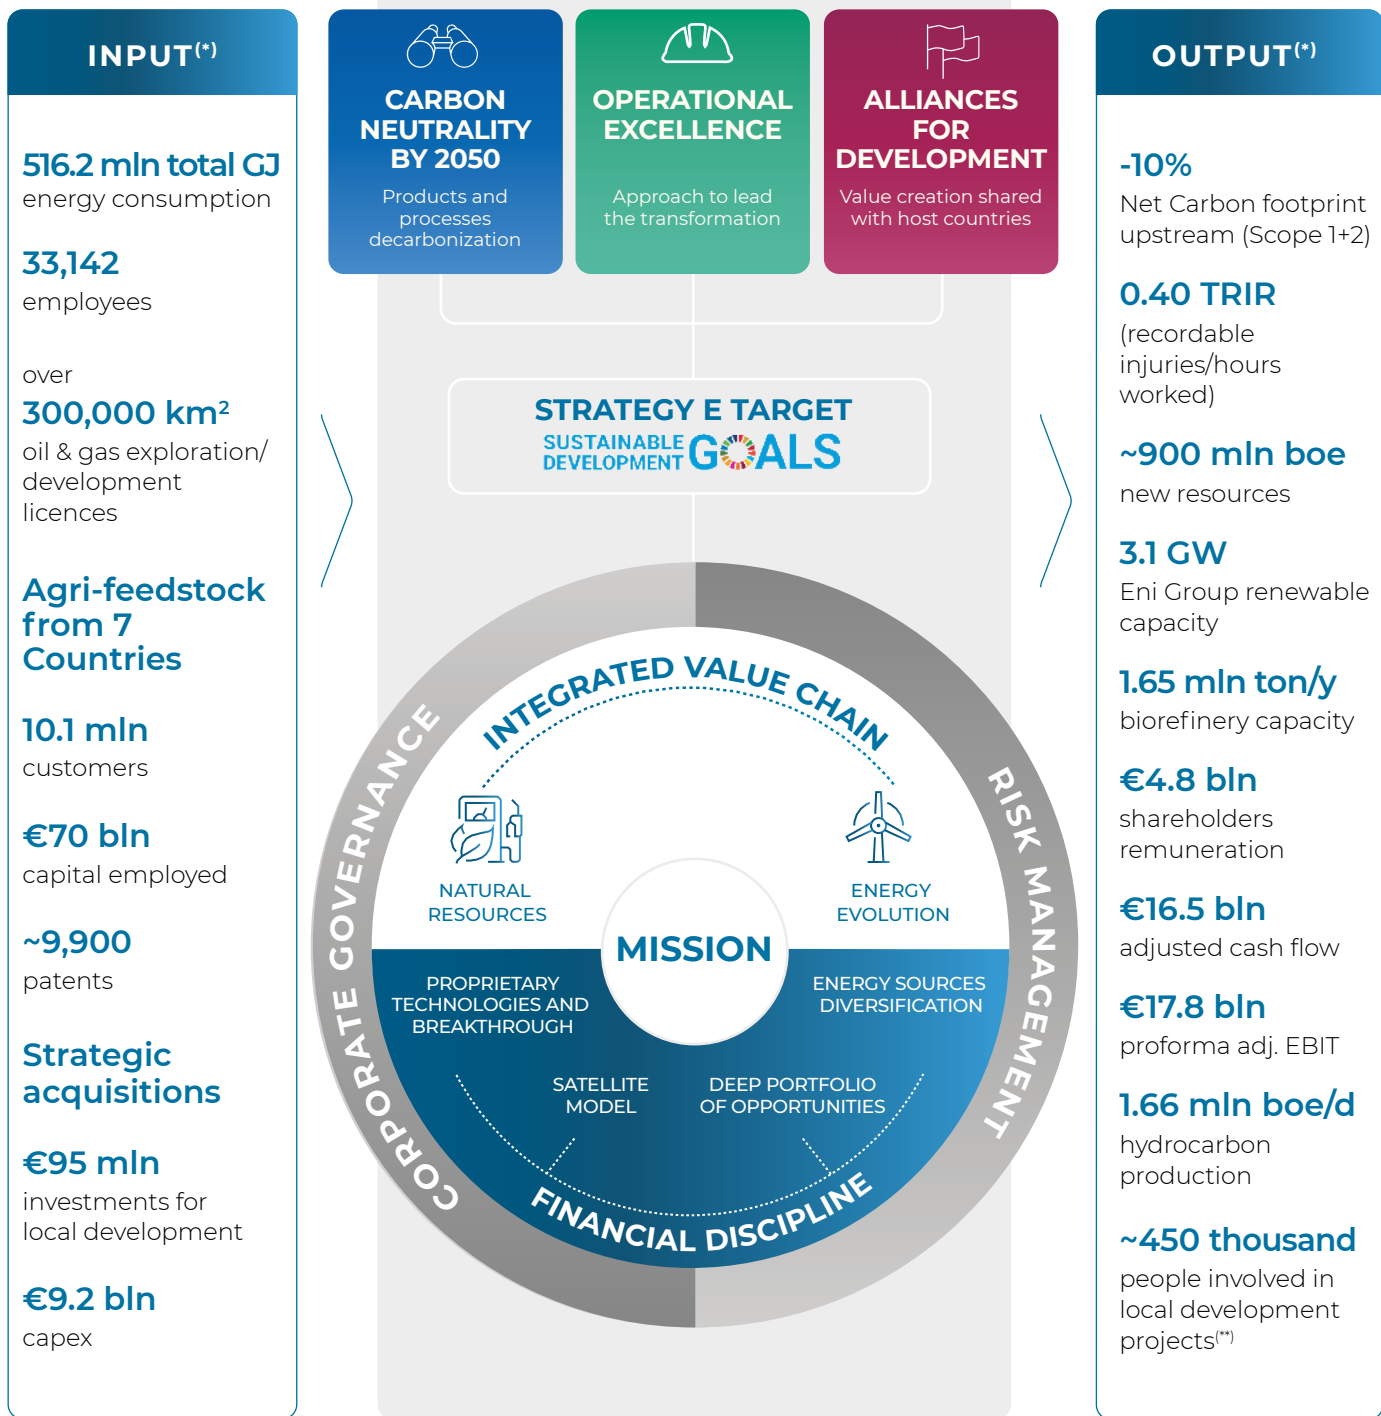 INPUT(*)
516.2 mln total GJ
energy consumption
33,142
employees
over
300,000 km²
oil & gas exploration/
development
licences
Agri-feedstock
from 7
Countries
10.1 mln
customers
€70 bln
capital employed
~9,900
patents
Strategic
acquisitions
€95 mln
investments for
local development
€9.2 bln
capex
CARBON
NEUTRALITY
BY 2050
Products and
processes
decarbonization
OPERATIONAL
EXCELLENCE
Approach to lead
the transformation
ALLIANCES
FOR
DEVELOPMENT
Value creation shared
with host countries
STRATEGY E TARGET
SUSTAINABLE
DEVELOPMENT
GOALS
CORPORATE GOVERNANCE
RISK MANAGEMENT
INTEGRATED VALUE CHAIN
NATURAL
RESOURCES
ENERGY
EVOLUTION
MISSION
PROPRIETARY
TECHNOLOGIES AND
BREAKTHROUGH
ENERGY SOURCES
DIVERSIFICATION
SATELLITE
MODEL
DEEP PORTFOLIO
OF OPPORTUNITIES
FINANCIAL DISCIPLINE
OUTPUT(*)
-10%
Net Carbon footprint
upstream (Scope 1+2)
0.40 TRIR
(recordable
injuries/hours
worked)
~900 mln boe
new resources
3.1 GW
Eni Group renewable
capacity
1.65 mln ton/y
biorefinery capacity
€4.8 bln
shareholders
remuneration
€16.5 bln
adjusted cash flow
€17.8 bln
proforma adj. EBIT
1.66 mln boe/d
hydrocarbon
production
~450 thousand
people involved in
local development
projects(**)